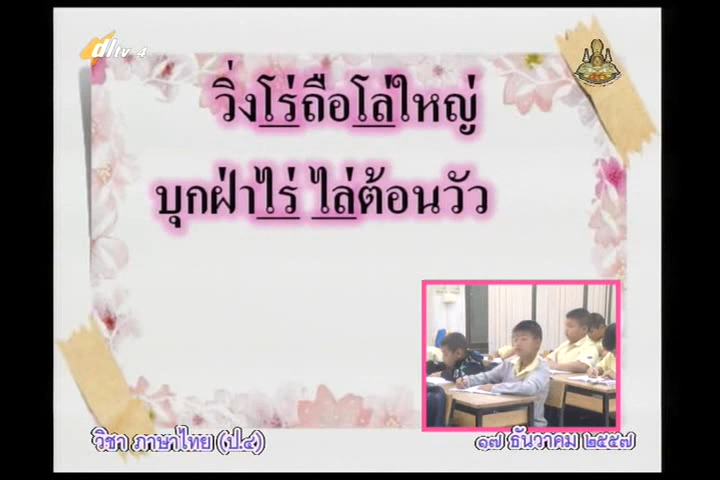 dltv 4
วิ่งโร่ถือโล่ใหญ่
บุกฝ่าไร่ ไล่ต้อนวัว
วิชา ภาษาไทย (ป.๔)
๑๗ ธันวาคม ๒๕๕๗